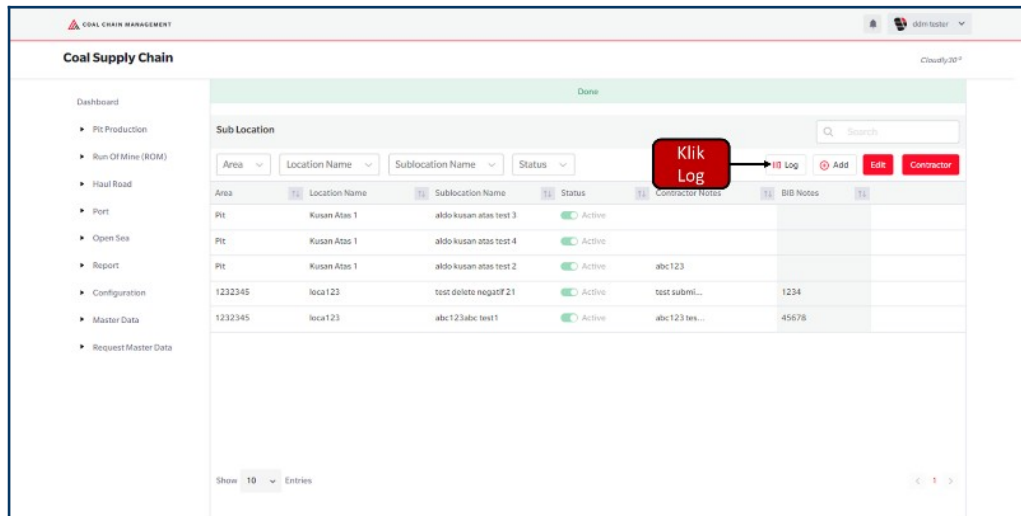 COAL CHAIN MANAGEMENT
ddm tester
Coal Supply Chain
Dashboard
Pit Production
Run Of Mine (ROM)
Haul Road
Port
Open Sea
Report
Configuration
Master Data
Request Master Data
Done
Sub Location
Search
Area Location Name Sublocation Name Status
Klik
Log
Log Add Edit Contractor
Area Location Name Sublocation Name Status Contractor Notes BIB Notes
Pit Kusan Atas 1 aldo kusan atas test 3 Active
Pit Kusan Atas 1 aldo kusan atas test 4 Active
Pit Kusan Atas 1 aldo kusan atas test 2 Active abc123
1232345 loca123 test delete negatif 21 Active test submi... 1234
1232345 loca123 abc123abc test1 Active abc123 tes... 45678
Show 10 Entries
1